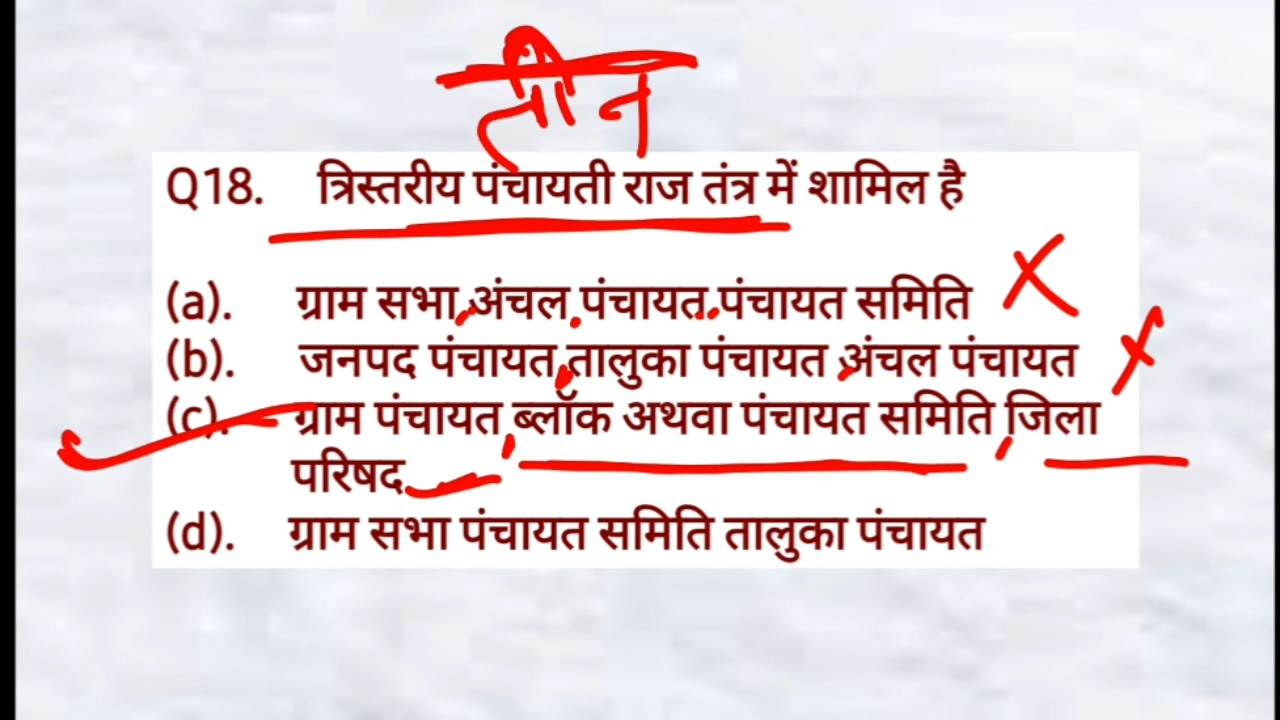 तीन
Q18. त्रिस्तरीय पंचायती राज तंत्र में शामिल है
(a). ग्राम सभा,अंचल,पंचायत,पंचायत समिति
(b). जनपद पंचायत,तालुका पंचायत,अंचल पंचायत
(c). ग्राम पंचायत,ब्लॉक अथवा पंचायत समिति,जिला
परिषद
(d). ग्राम सभा पंचायत समिति तालुका पंचायत